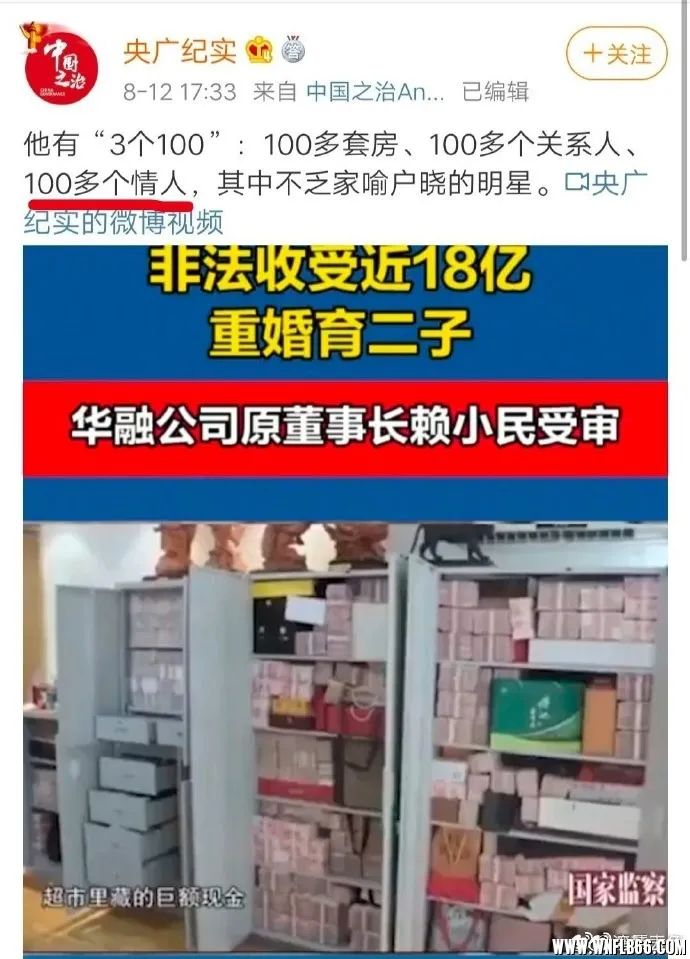 中国之治
央广纪实
+关注
8-12 17:33 来自 中国之治An... 已编辑
他有“3个100”：100多套房、100多个关系人、
100多个情人，其中不乏家喻户晓的明星。央广
纪实的微博视频
非法收受近18亿
重婚育二子
华融公司原董事长赖小民受审
超市里藏的巨额现金
国家监察
WWW.WNFLB66.COM